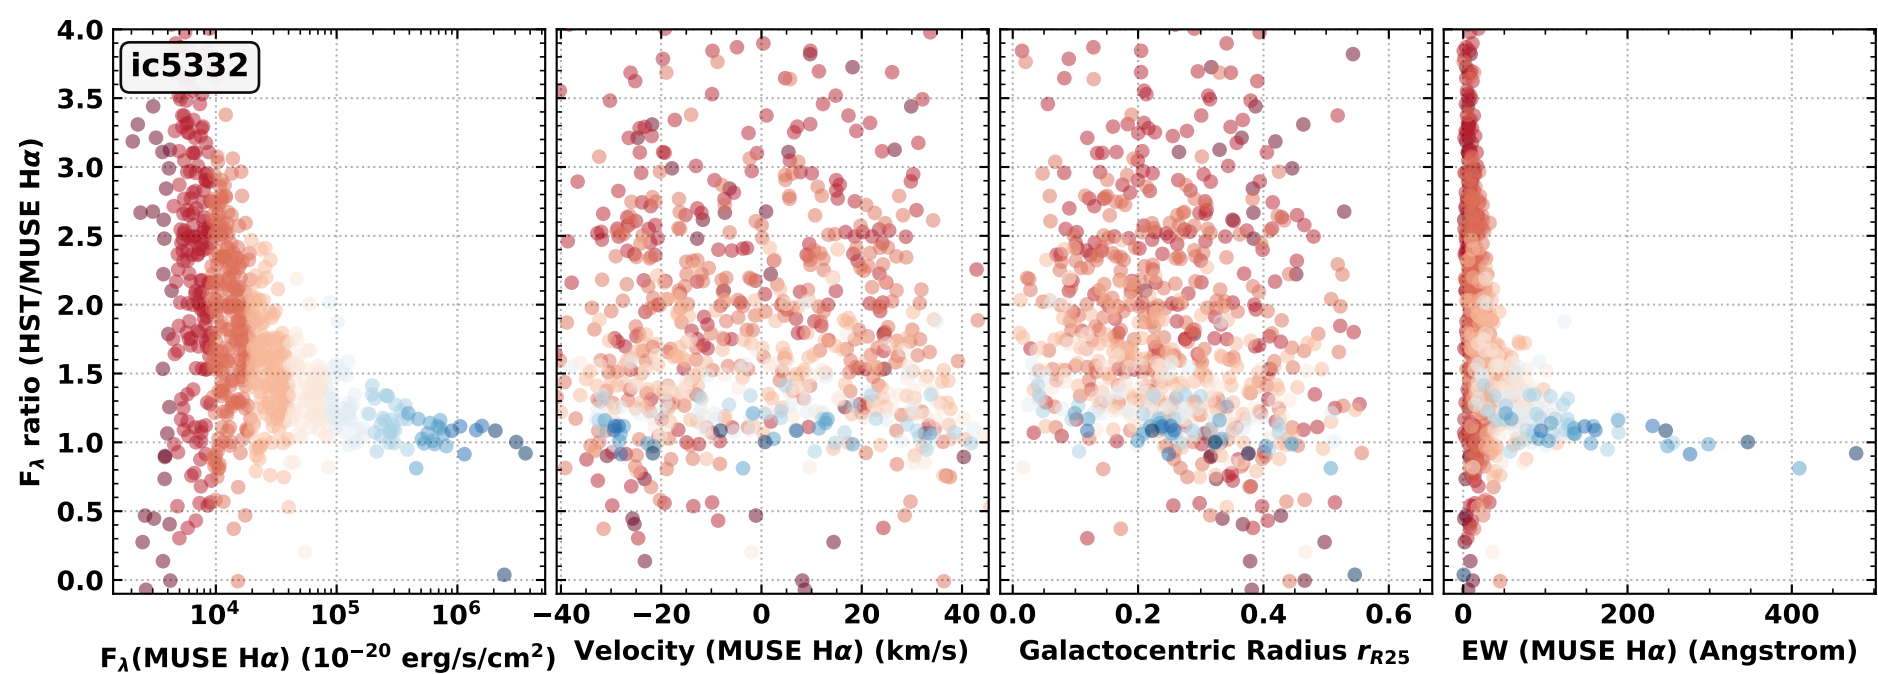 ic5332
F_λ ratio (HST/MUSE Hα)
4.0
3.5
3.0
2.5
2.0
1.5
1.0
0.5
0.0
10⁴ 10⁵ 10⁶
−40 −20 0 20 40
0.0 0.2 0.4 0.6
0 200 400
F_λ(MUSE Hα) (10⁻²⁰ erg/s/cm²)
Velocity (MUSE Hα) (km/s)
Galactocentric Radius r_R25
EW (MUSE Hα) (Angstrom)